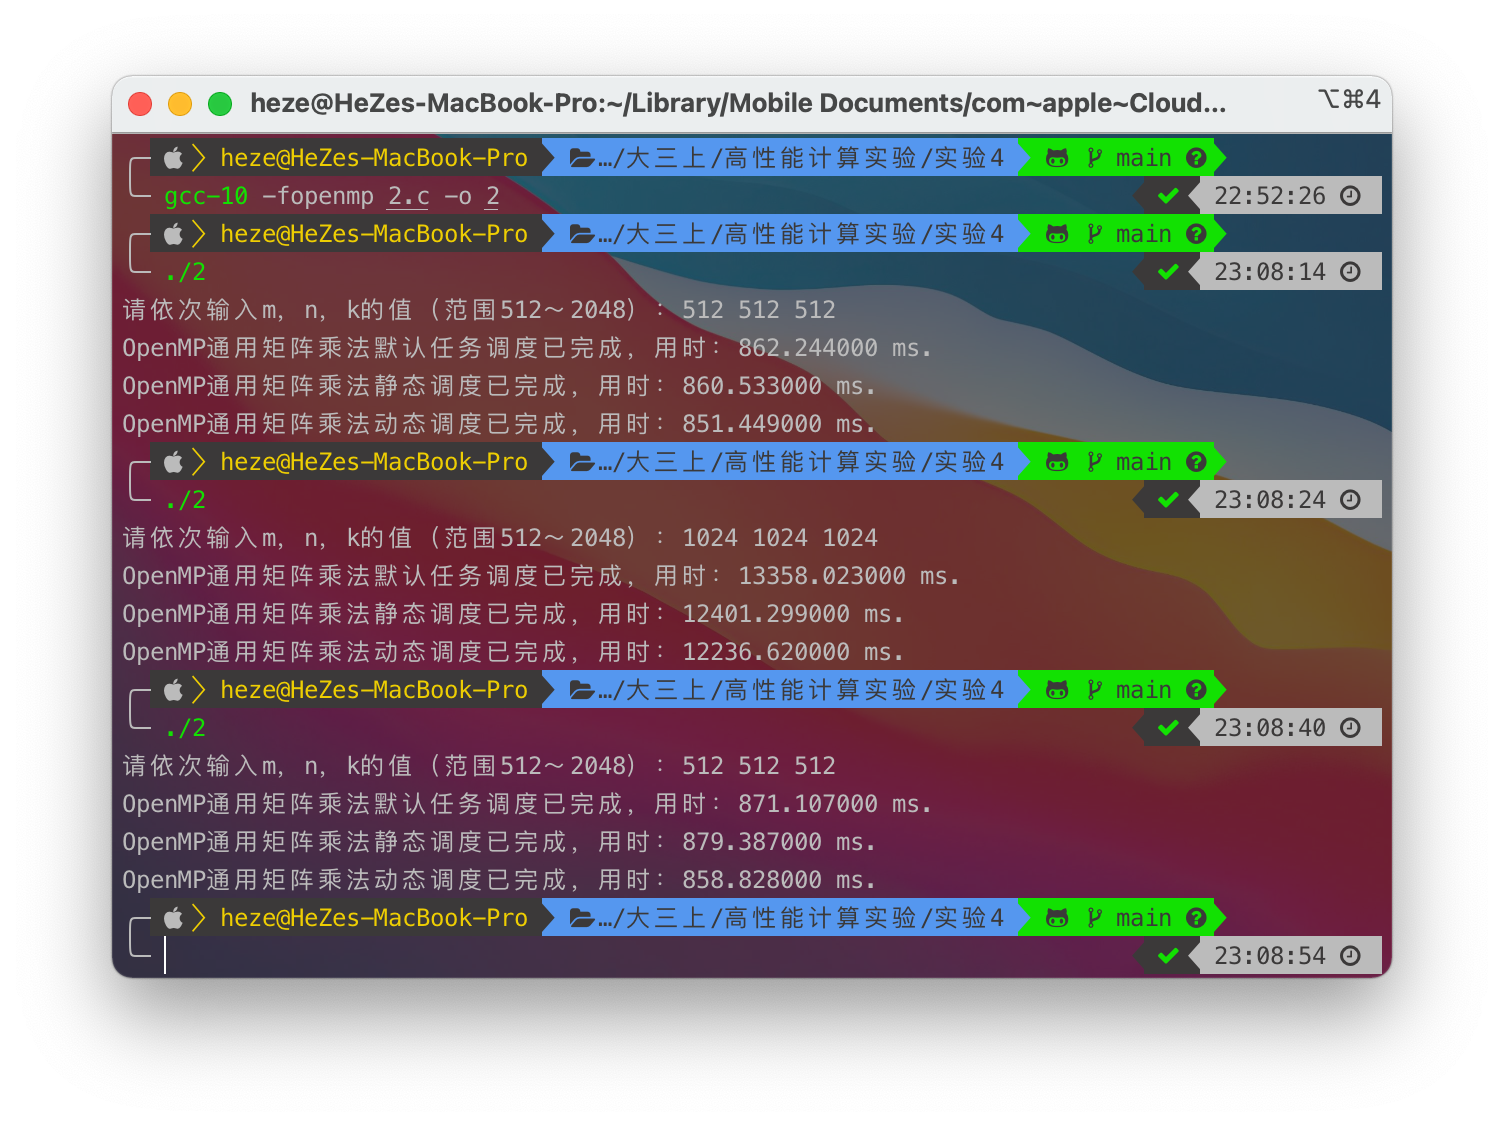 heze@HeZes-MacBook-Pro:~/Library/Mobile Documents/com~apple~Cloud... ⌥⌘4
heze@HeZes-MacBook-Pro …/大三上/高性能计算实验/实验4 main ?
gcc-10 -fopenmp 2.c -o 2 22:52:26
heze@HeZes-MacBook-Pro …/大三上/高性能计算实验/实验4 main ?
./2 23:08:14
请依次输入m, n, k的值（范围512～2048）: 512 512 512
OpenMP通用矩阵乘法默认任务调度已完成，用时：862.244000 ms.
OpenMP通用矩阵乘法静态调度已完成，用时：860.533000 ms.
OpenMP通用矩阵乘法动态调度已完成，用时：851.449000 ms.
heze@HeZes-MacBook-Pro …/大三上/高性能计算实验/实验4 main ?
./2 23:08:24
请依次输入m, n, k的值（范围512～2048）: 1024 1024 1024
OpenMP通用矩阵乘法默认任务调度已完成，用时：13358.023000 ms.
OpenMP通用矩阵乘法静态调度已完成，用时：12401.299000 ms.
OpenMP通用矩阵乘法动态调度已完成，用时：12236.620000 ms.
heze@HeZes-MacBook-Pro …/大三上/高性能计算实验/实验4 main ?
./2 23:08:40
请依次输入m, n, k的值（范围512～2048）: 512 512 512
OpenMP通用矩阵乘法默认任务调度已完成，用时：871.107000 ms.
OpenMP通用矩阵乘法静态调度已完成，用时：879.387000 ms.
OpenMP通用矩阵乘法动态调度已完成，用时：858.828000 ms.
heze@HeZes-MacBook-Pro …/大三上/高性能计算实验/实验4 main ?
23:08:54